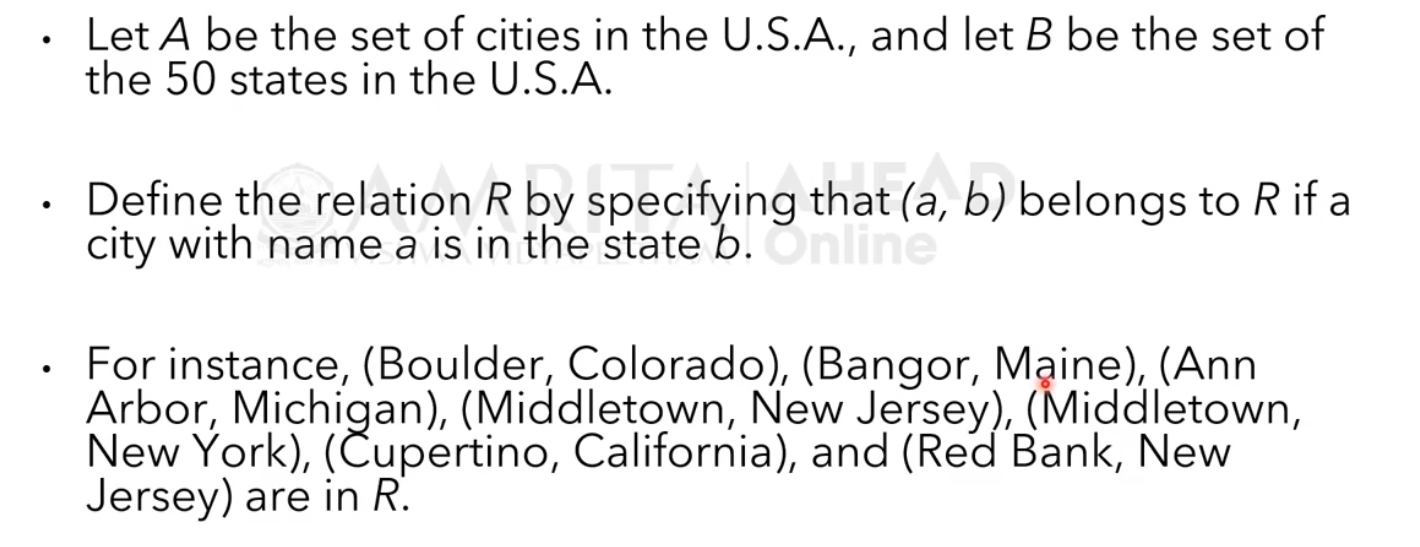 • Let A be the set of cities in the U.S.A., and let B be the set of
the 50 states in the U.S.A.
• Define the relation R by specifying that (a, b) belongs to R if a
city with name a is in the state b.
AMRITA AHEAD
Online
• For instance, (Boulder, Colorado), (Bangor, Maine), (Ann
Arbor, Michigan), (Middletown, New Jersey), (Middletown,
New York), (Cupertino, California), and (Red Bank, New
Jersey) are in R.